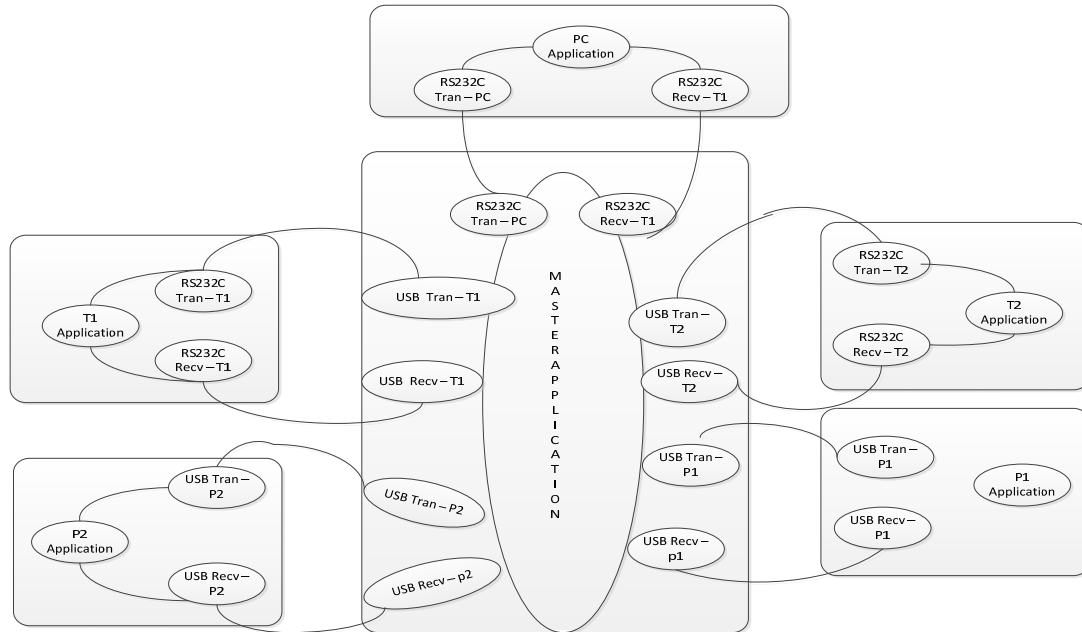 PC
Application
RS232C
Tran−PC
RS232C
Recv−T1
RS232C
Tran−PC
RS232C
Recv−T1
RS232C
Tran−T1
T1
Application
RS232C
Recv−T1
USB Tran−T1
USB Recv−T1
M
A
S
T
E
R
A
P
P
L
I
C
A
T
I
O
N
USB Tran−
T2
USB Recv−
T2
RS232C
Tran−T2
T2
Application
RS232C
Recv−T2
USB Tran−
P2
P2
Application
USB Recv−
P2
USB Tran−P2
USB Recv−p2
USB Tran−
P1
USB Recv−
p1
USB Tran−
P1
P1
Application
USB Recv−
P1